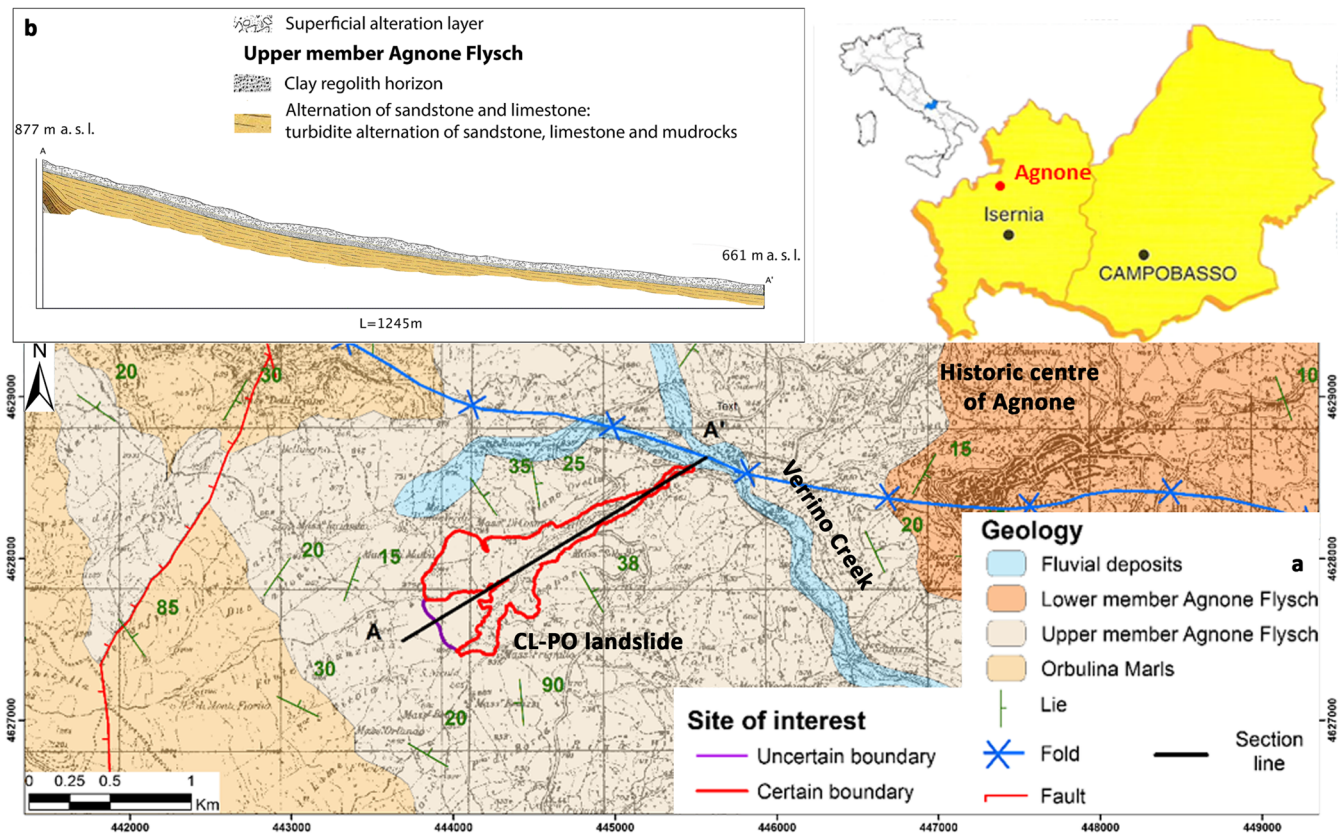 b
Superficial alteration layer
Upper member Agnone Flysch
Clay regolith horizon
Alternation of sandstone and limestone:
turbidite alternation of sandstone, limestone and mudrocks
877 m a. s. l.
A
661 m a. s. l.
A'
L=1245m
Agnone
Isernia
CAMPOBASSO
N
4629000
4628000
4627000
20
30
Text
Historic centre
of Agnone
10
4629000
A'
35
25
15
20
Verrino Creek
20
15
38
85
A
CL-PO landslide
30
90
20
Geology
a
Fluvial deposits
Lower member Agnone Flysch
Upper member Agnone Flysch
Orbulina Marls
Lie
Fold
Section
line
Fault
4628000
4627000
Site of interest
Uncertain boundary
Certain boundary
0 0.25 0.5 1
Km
442000 443000 444000 445000 446000 447000 448000 449000